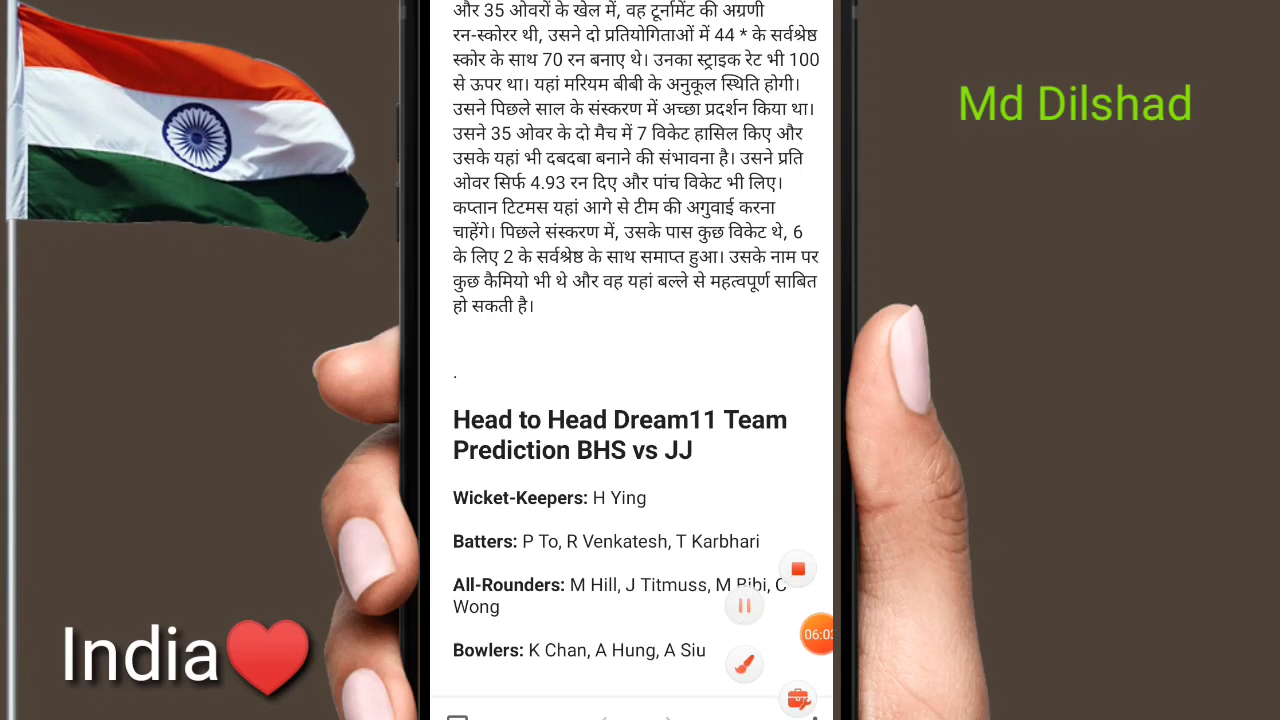 और 35 ओवरों के खेल में, वह टूर्नामेंट की अग्रणी
रन-स्कोरर थी, उसने दो प्रतियोगिताओं में 44 * के सर्वश्रेष्ठ
स्कोर के साथ 70 रन बनाए थे। उनका स्ट्राइक रेट भी 100
से ऊपर था। यहां मरियम बीबी के अनुकूल स्थिति होगी।
उसने पिछले साल के संस्करण में अच्छा प्रदर्शन किया था।
उसने 35 ओवर के दो मैच में 7 विकेट हासिल किए और
उसके यहां भी दबदबा बनाने की संभावना है। उसने प्रति
ओवर सिर्फ 4.93 रन दिए और पांच विकेट भी लिए।
कप्तान टिटमस यहां आगे से टीम की अगुवाई करना
चाहेंगे। पिछले संस्करण में, उसके पास कुछ विकेट थे, 6
के लिए 2 के सर्वश्रेष्ठ के साथ समाप्त हुआ। उसके नाम पर
कुछ कैमियो भी थे और वह यहां बल्ले से महत्वपूर्ण साबित
हो सकती है।
.
Head to Head Dream11 Team
Prediction BHS vs JJ
Wicket-Keepers: H Ying
Batters: P To, R Venkatesh, T Karbhari
All-Rounders: M Hill, J Titmuss, M Bibi, C
Wong
Bowlers: K Chan, A Hung, A Siu
06:03
Md Dilshad
India